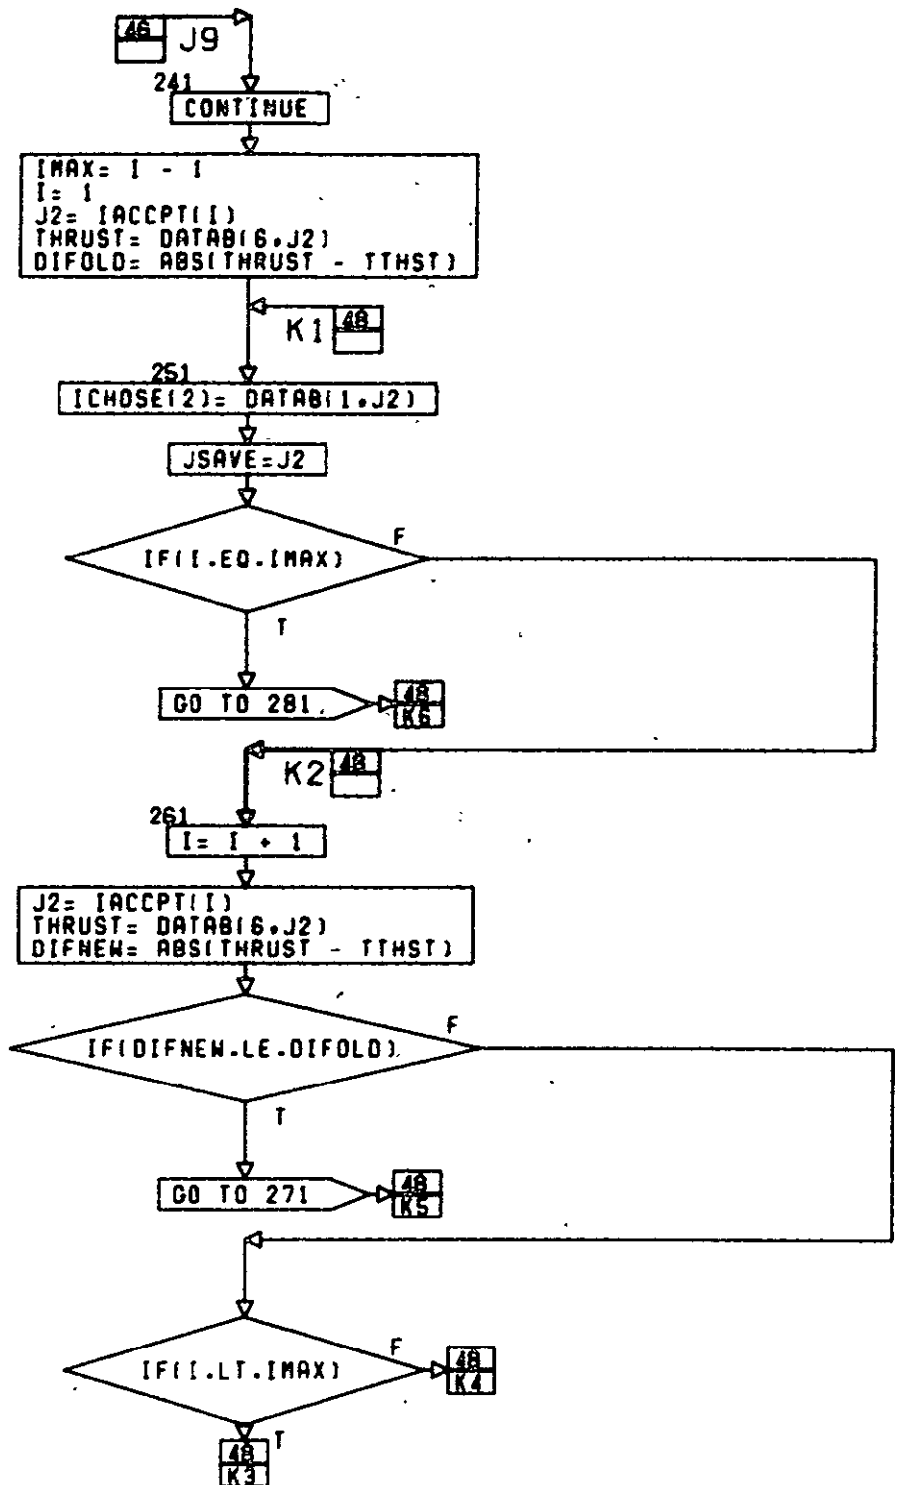 46
J9
241
CONTINUE
IMAX= I - 1
I= 1
J2= IACCPT(I)
THRUST= DATAB(6,J2)
DIFOLD= ABS(THRUST - TTHST)
K1 48
251
ICHOSE(2)= DATAB(1,J2)
JSAVE=J2
F
IF(I.EQ.IMAX)
T
GO TO 281
48
K6
K2 48
261
I= I + 1
J2= IACCPT(I)
THRUST= DATAB(6,J2)
DIFNEW= ABS(THRUST - TTHST)
F
IF(DIFNEW.LE.DIFOLD)
T
GO TO 271
48
K5
F
IF(I.LT.IMAX)
48
K4
T
48
K3